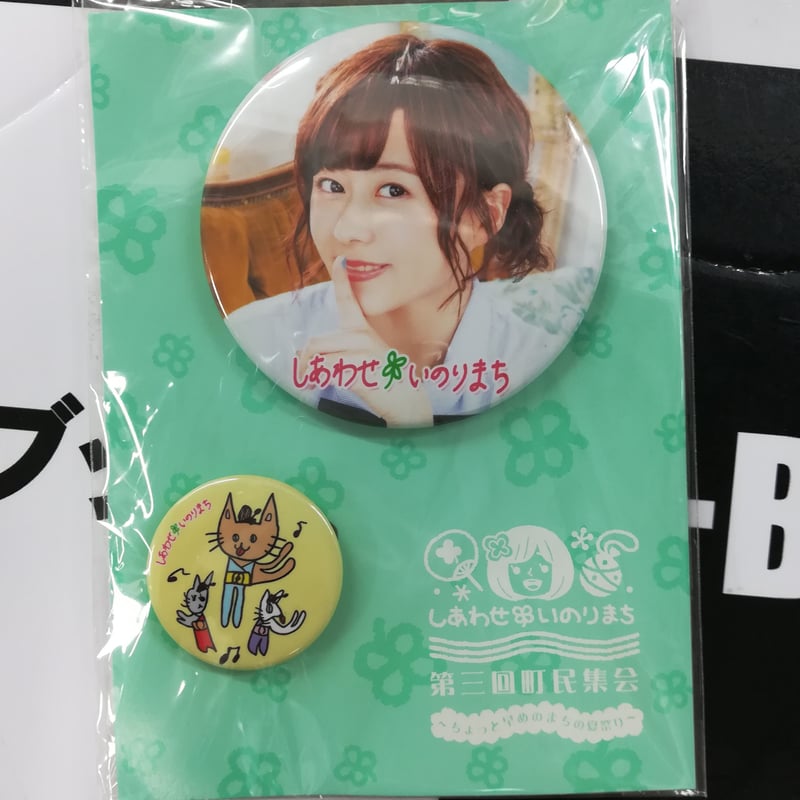 しあわせ いのりまち
しあわせ いのりまち
しあわせ いのりまち
第三回町民集会
～ちょっと早めのまちの夏祭り～
ブッ
-B